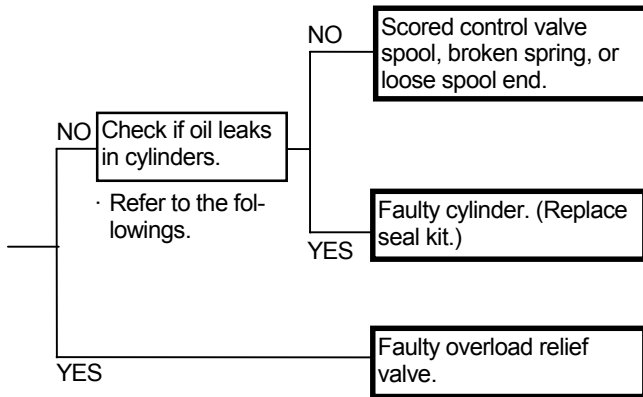 NO
Scored control valve
spool, broken spring, or
loose spool end.
NO
Check if oil leaks
in cylinders.
· Refer to the fol-
lowings.
YES
Faulty cylinder. (Replace
seal kit.)
YES
Faulty overload relief
valve.